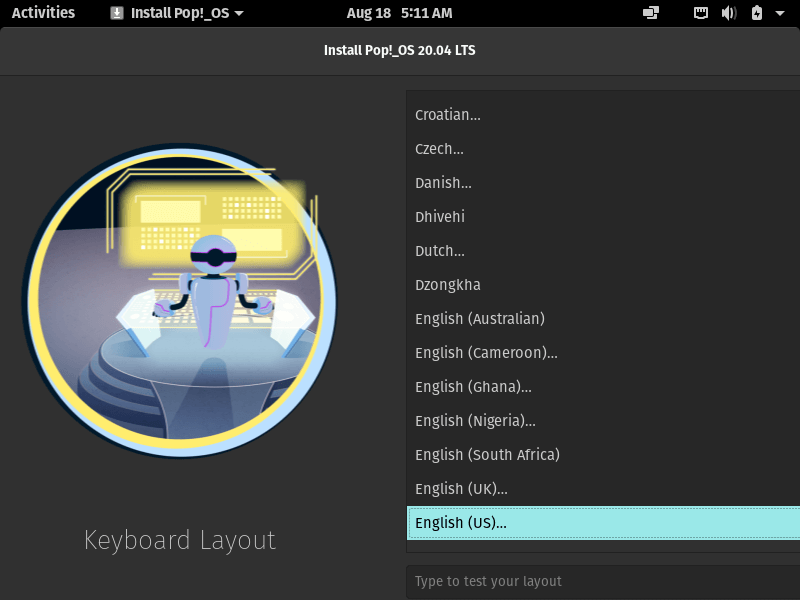 Activities Install Pop!_OS Aug 18 5:11 AM
Install Pop!_OS 20.04 LTS
Croatian...
Czech...
Danish...
Dhivehi
Dutch...
Dzongkha
English (Australian)
English (Cameroon)...
English (Ghana)...
English (Nigeria)...
English (South Africa)
English (UK)...
English (US)...
Keyboard Layout
Type to test your layout